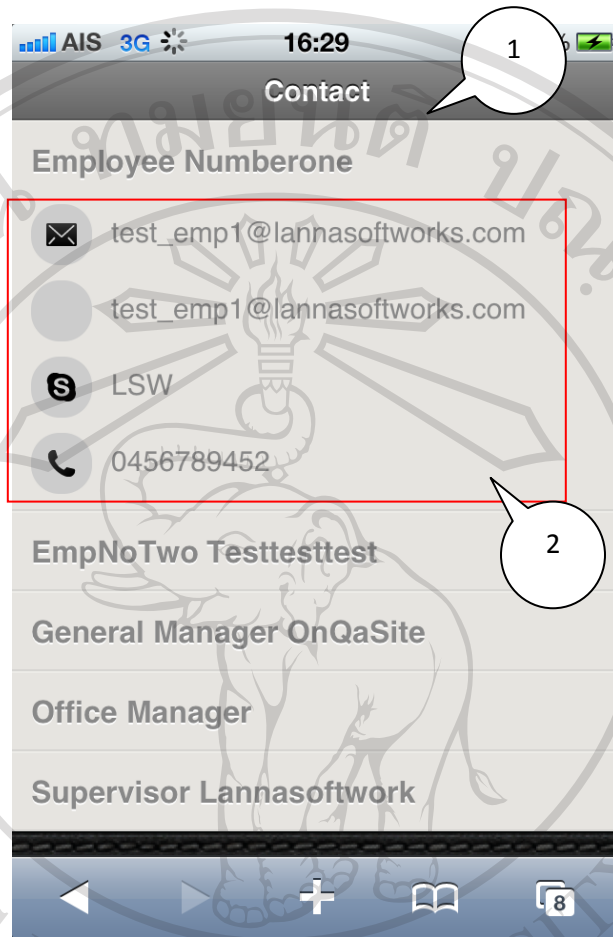 AIS 3G 16:29 %
1
Contact
Employee Numberone
test_emp1@lannasoftworks.com
test_emp1@lannasoftworks.com
LSW
0456789452
2
EmpNoTwo Testtesttest
General Manager OnQaSite
Office Manager
Supervisor Lannasoftwork
8